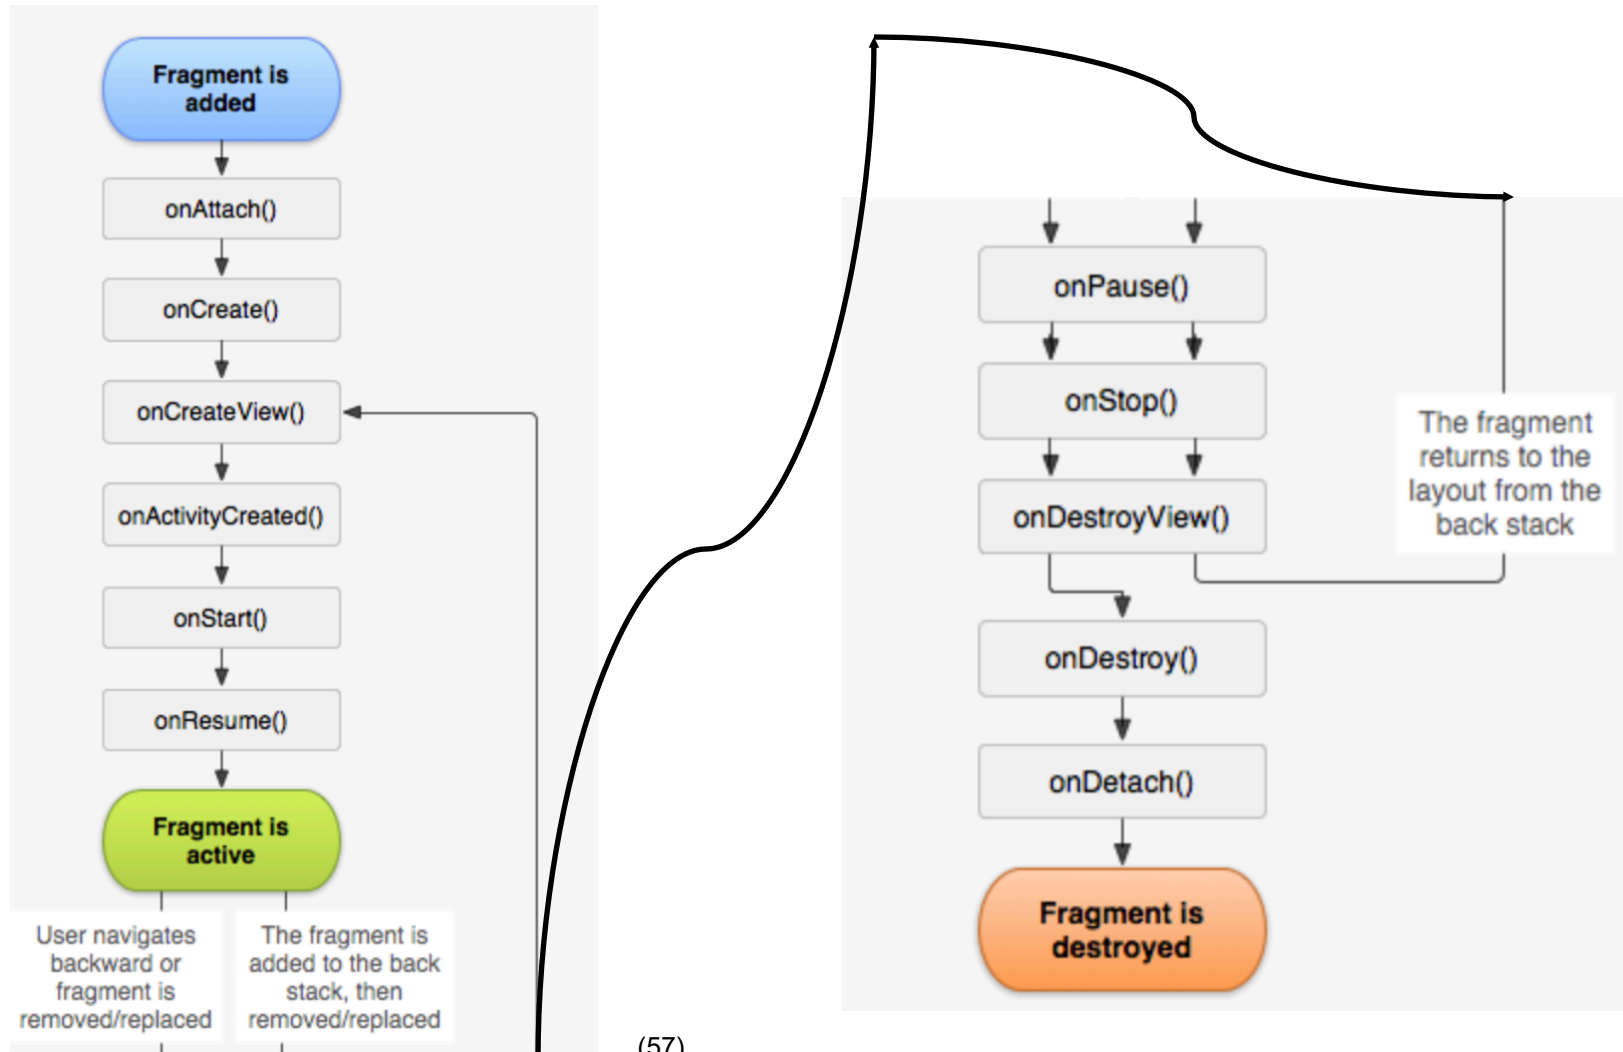 Fragment is
added
onAttach()
onCreate()
onCreateView()
onActivityCreated()
onStart()
onResume()
Fragment is
active
User navigates
backward or
fragment is
removed/replaced
The fragment is
added to the back
stack, then
removed/replaced
onPause()
onStop()
onDestroyView()
The fragment
returns to the
layout from the
back stack
onDestroy()
onDetach()
Fragment is
destroyed
(57)